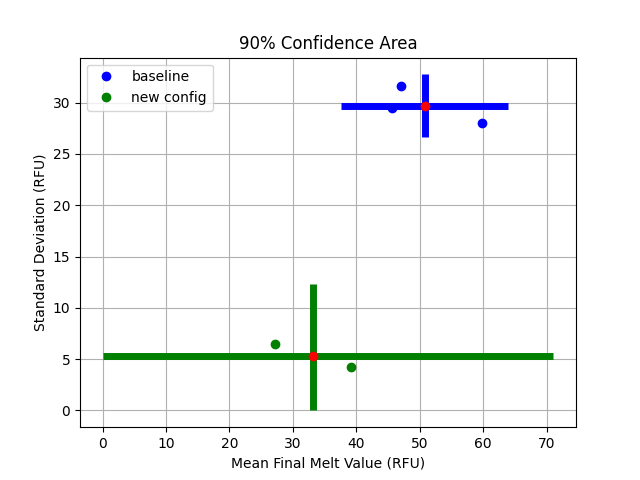 90% Confidence Area
baseline
new config
Standard Deviation (RFU)
30
25
20
15
10
5
0
0 10 20 30 40 50 60 70
Mean Final Melt Value (RFU)